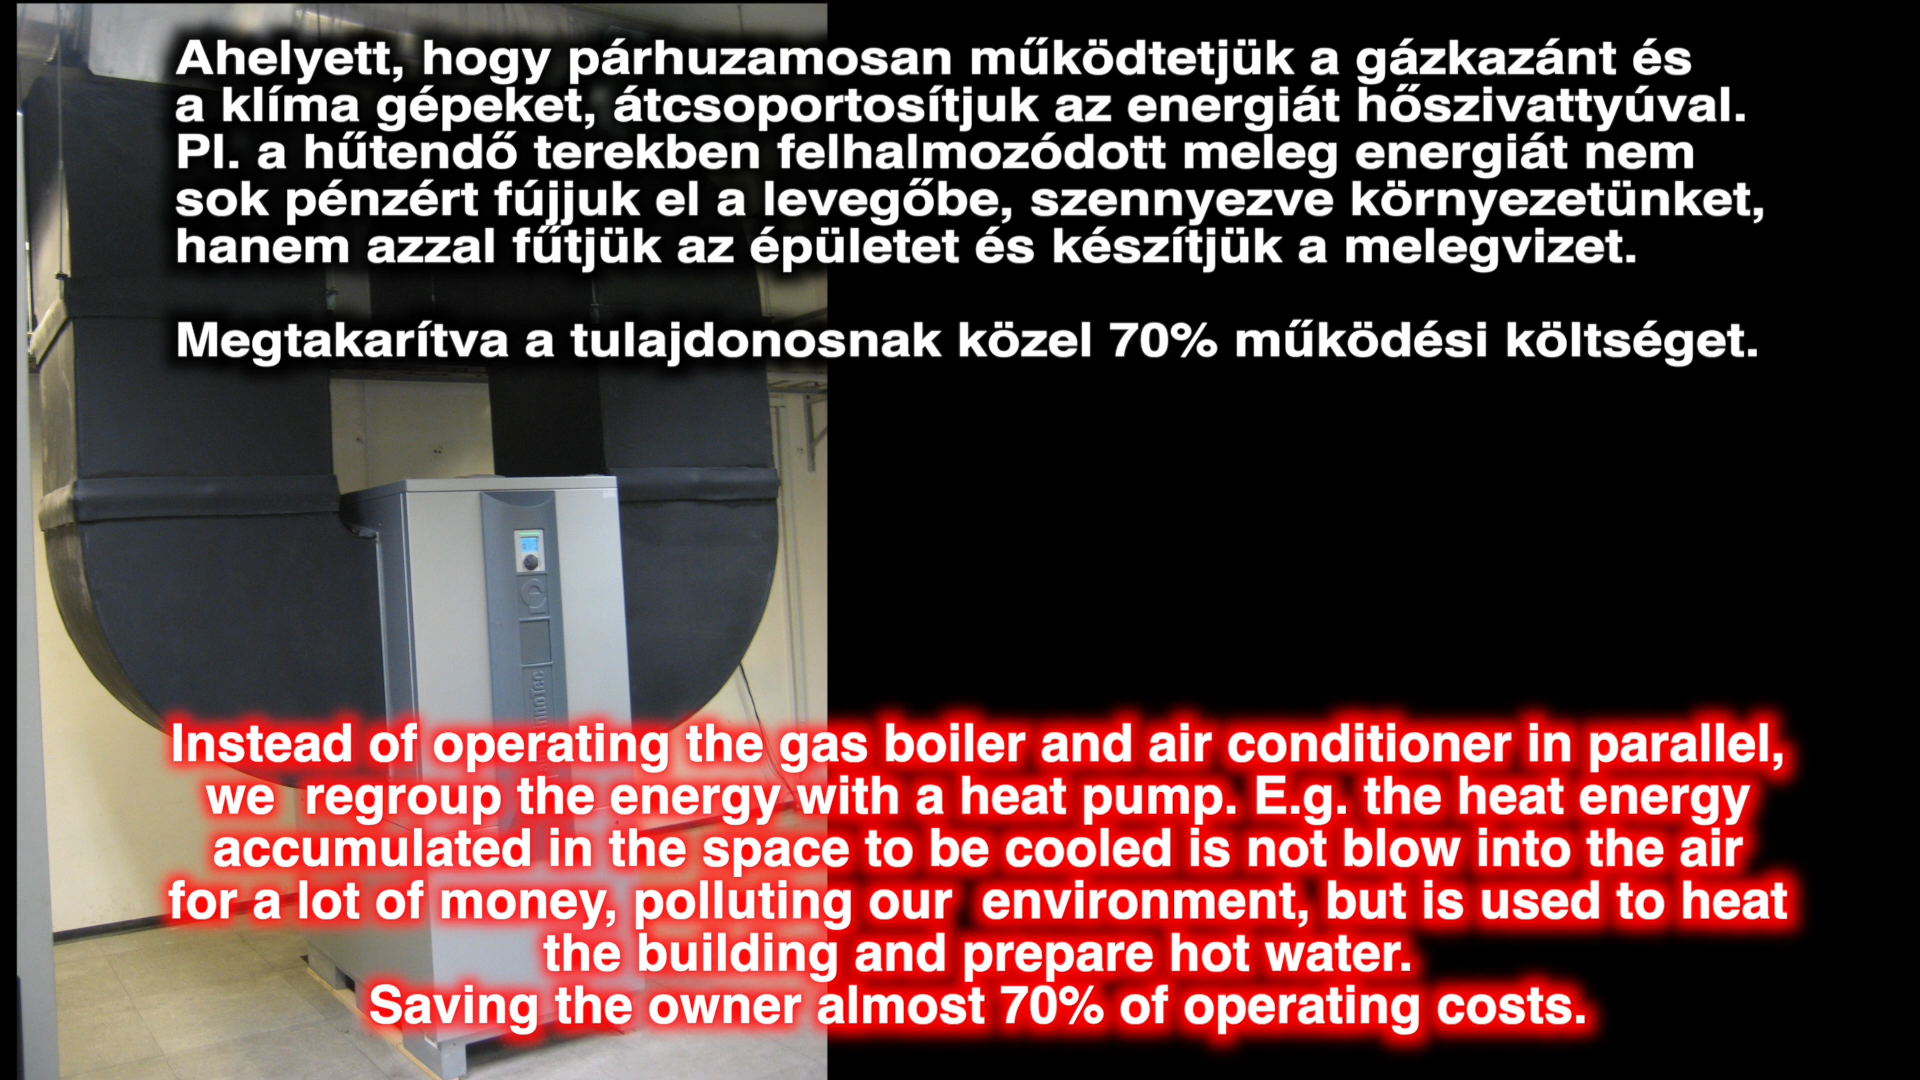 Ahelyett, hogy párhuzamosan működtetjük a gázkazánt és
a klíma gépeket, átcsoportosítjuk az energiát hőszivattyúval.
Pl. a hűtendő terekben felhalmozódott meleg energiát nem
sok pénzért fújjuk el a levegőbe, szennyezve környezetünket,
hanem azzal fűtjük az épületet és készítjük a melegvizet.
Megtakarítva a tulajdonosnak közel 70% működési költséget.
Instead of operating the gas boiler and air conditioner in parallel,
we regroup the energy with a heat pump. E.g. the heat energy
accumulated in the space to be cooled is not blow into the air
for a lot of money, polluting our environment, but is used to heat
the building and prepare hot water.
Saving the owner almost 70% of operating costs.